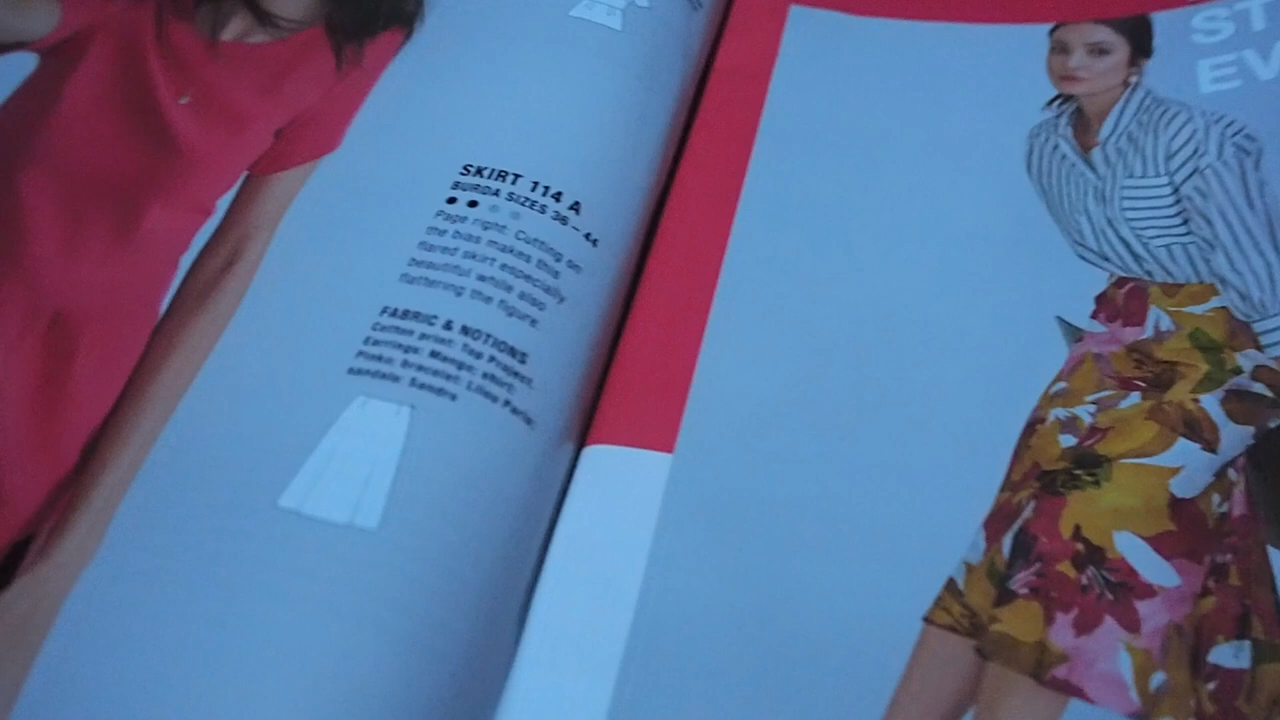 SKIRT 114 A
BURDA SIZES 36 – 44
Page right: Cutting on
the bias makes this
flared skirt especially
beautiful while also
flattering the figure.
FABRIC & NOTIONS
Cotton print: Top Project.
Earrings: Mango; shirt:
Pinko; bracelet: Lilou Paris;
sandals: Sandro
ST
EV